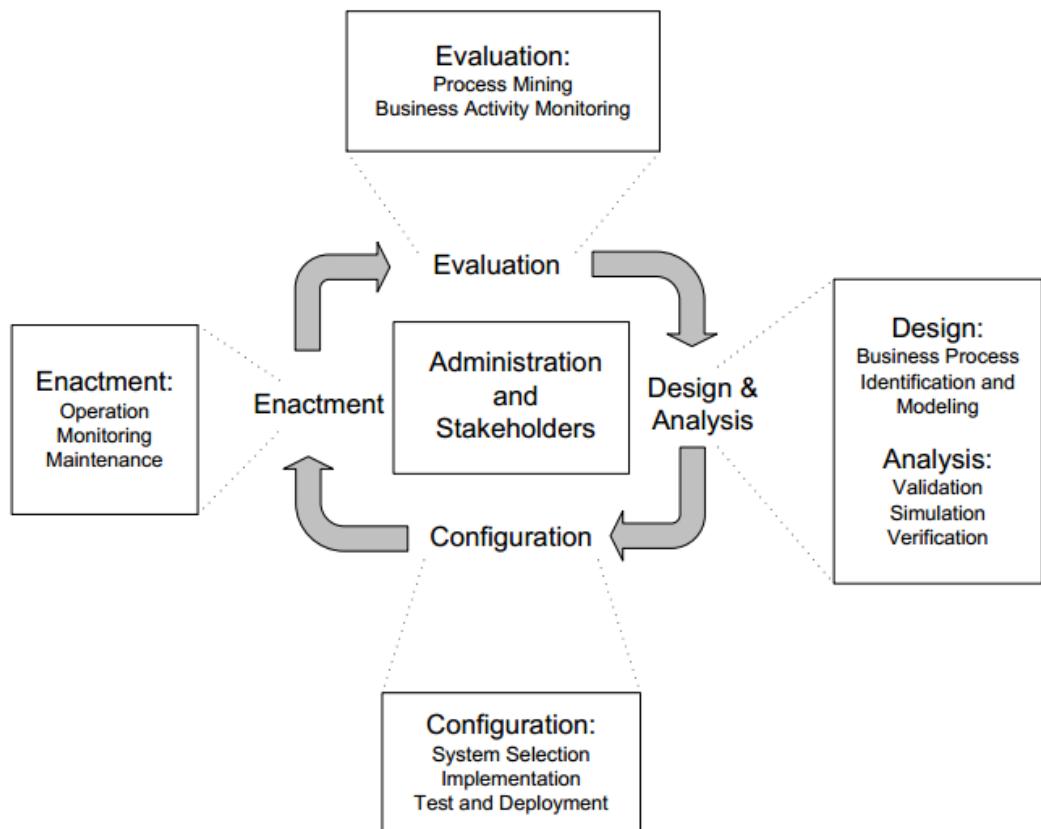 Evaluation:
Process Mining
Business Activity Monitoring
Evaluation
Administration
and
Stakeholders
Enactment:
Operation
Monitoring
Maintenance
Enactment
Design &
Analysis
Design:
Business Process
Identification and
Modeling
Analysis:
Validation
Simulation
Verification
Configuration
Configuration:
System Selection
Implementation
Test and Deployment